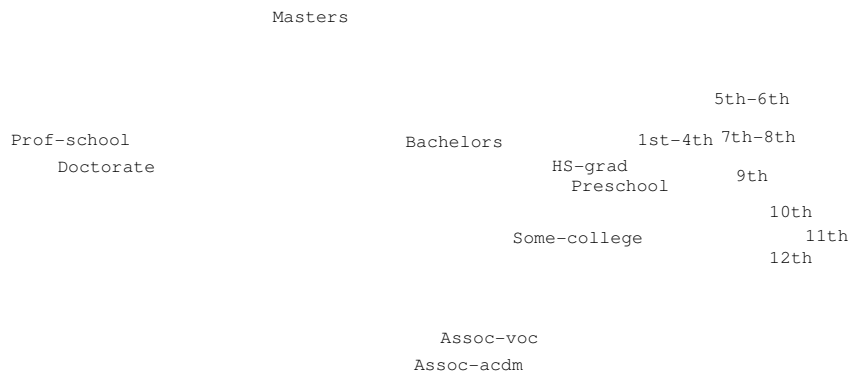 Masters
5th-6th
Prof-school Bachelors 1st-4th 7th-8th
Doctorate HS-grad 9th
Preschool
10th
Some-college 11th
12th
Assoc-voc
Assoc-acdm